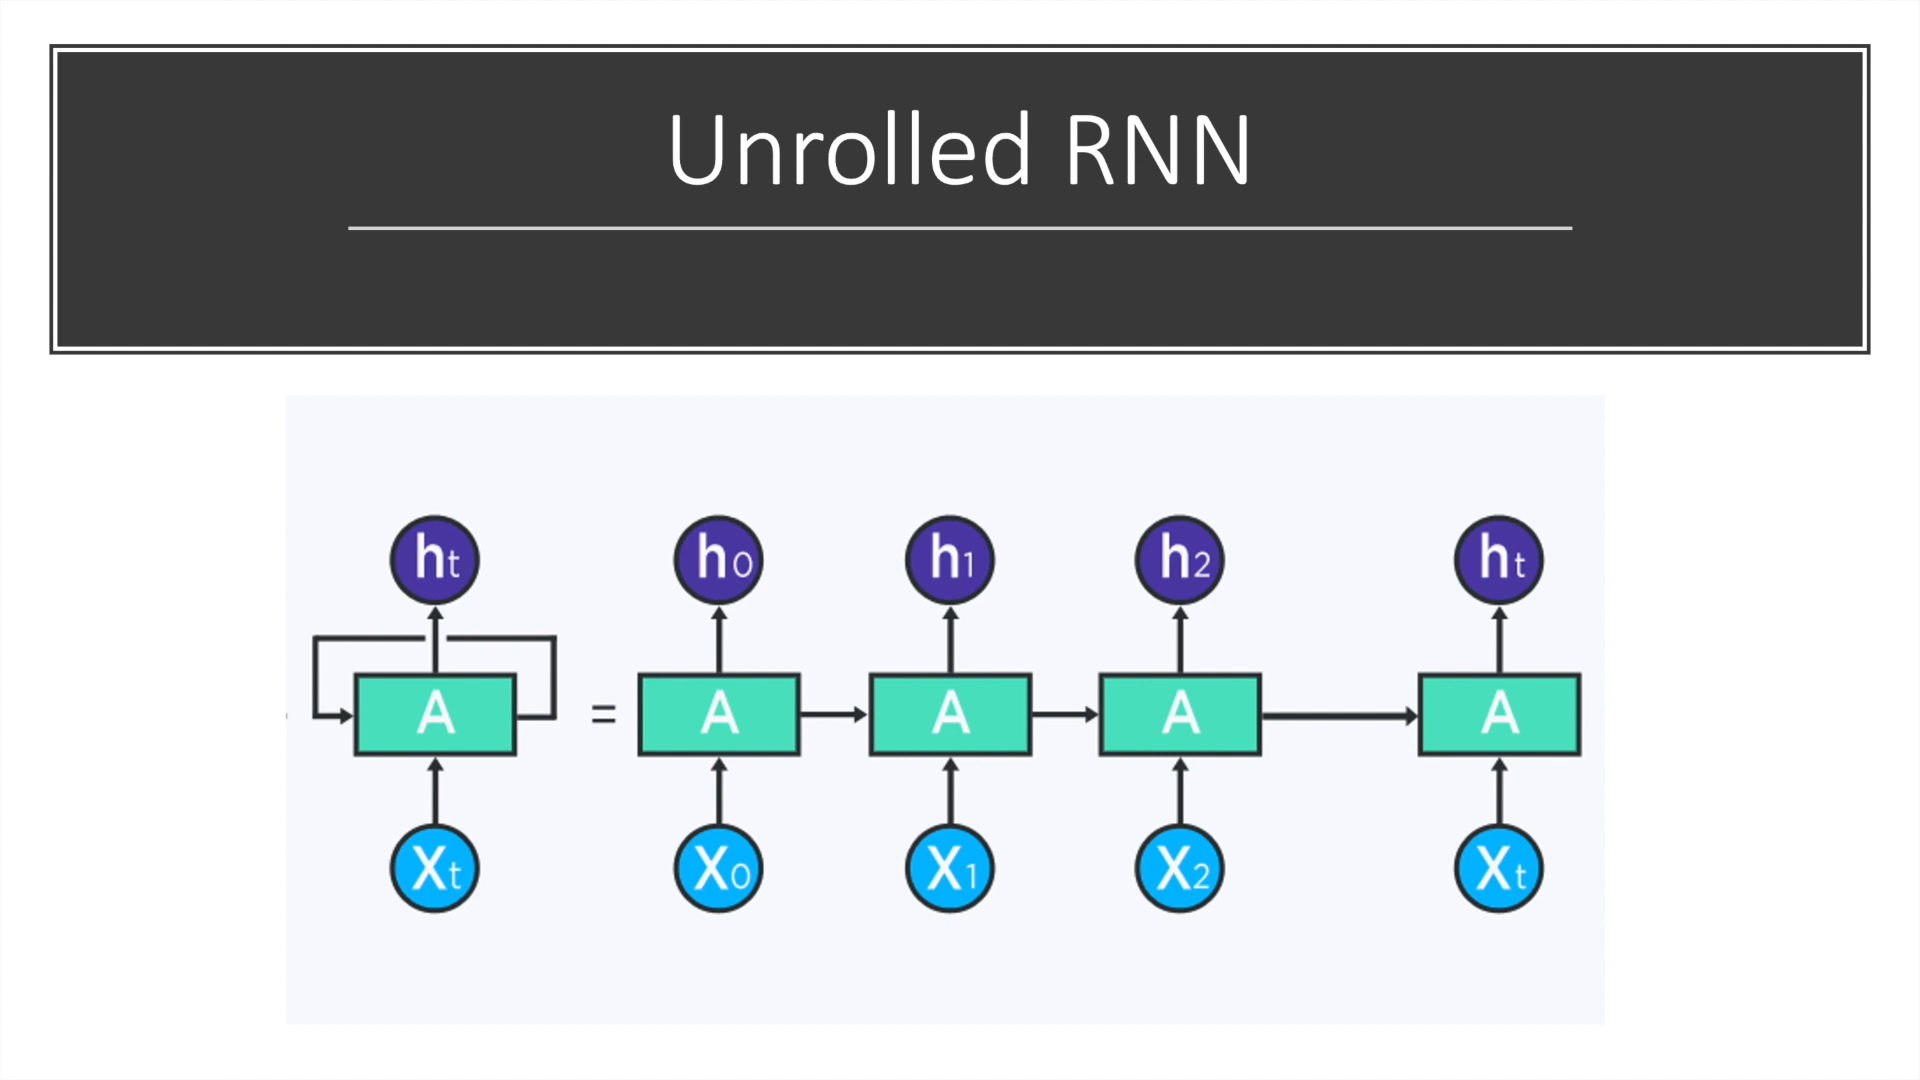 Unrolled RNN
ht h0 h1 h2 ht
A = A A A A
Xt X0 X1 X2 Xt